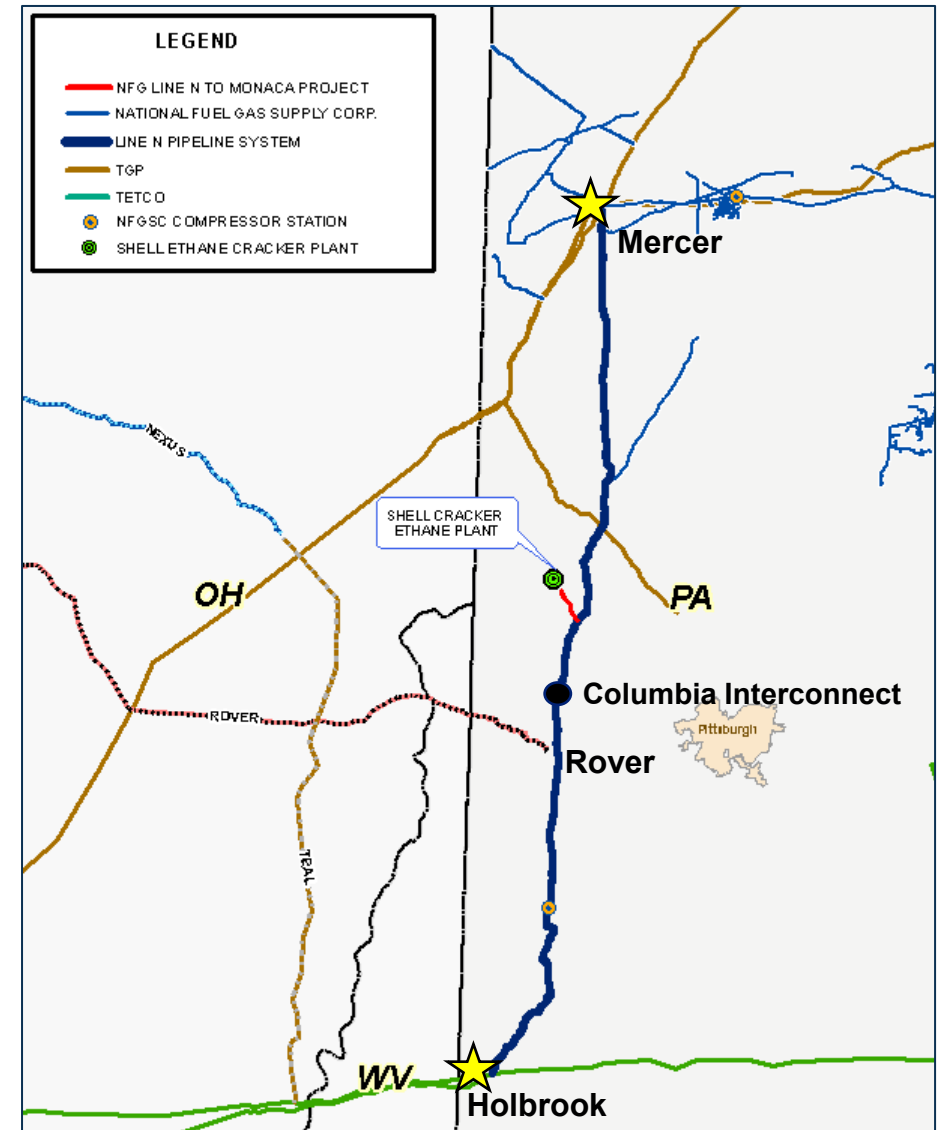 LEGEND
NFG LINE N TO MONACA PROJECT
NATIONAL FUEL GAS SUPPLY CORP.
LINE N PIPELINE SYSTEM
TGP
TETCO
NFGSC COMPRESSOR STATION
SHELL ETHANE CRACKER PLANT
Mercer
NEXUS
SHELL CRACKER
ETHANE PLANT
OH
PA
Columbia Interconnect
ROVER
Pittsburgh
Rover
TEAL
WV
Holbrook